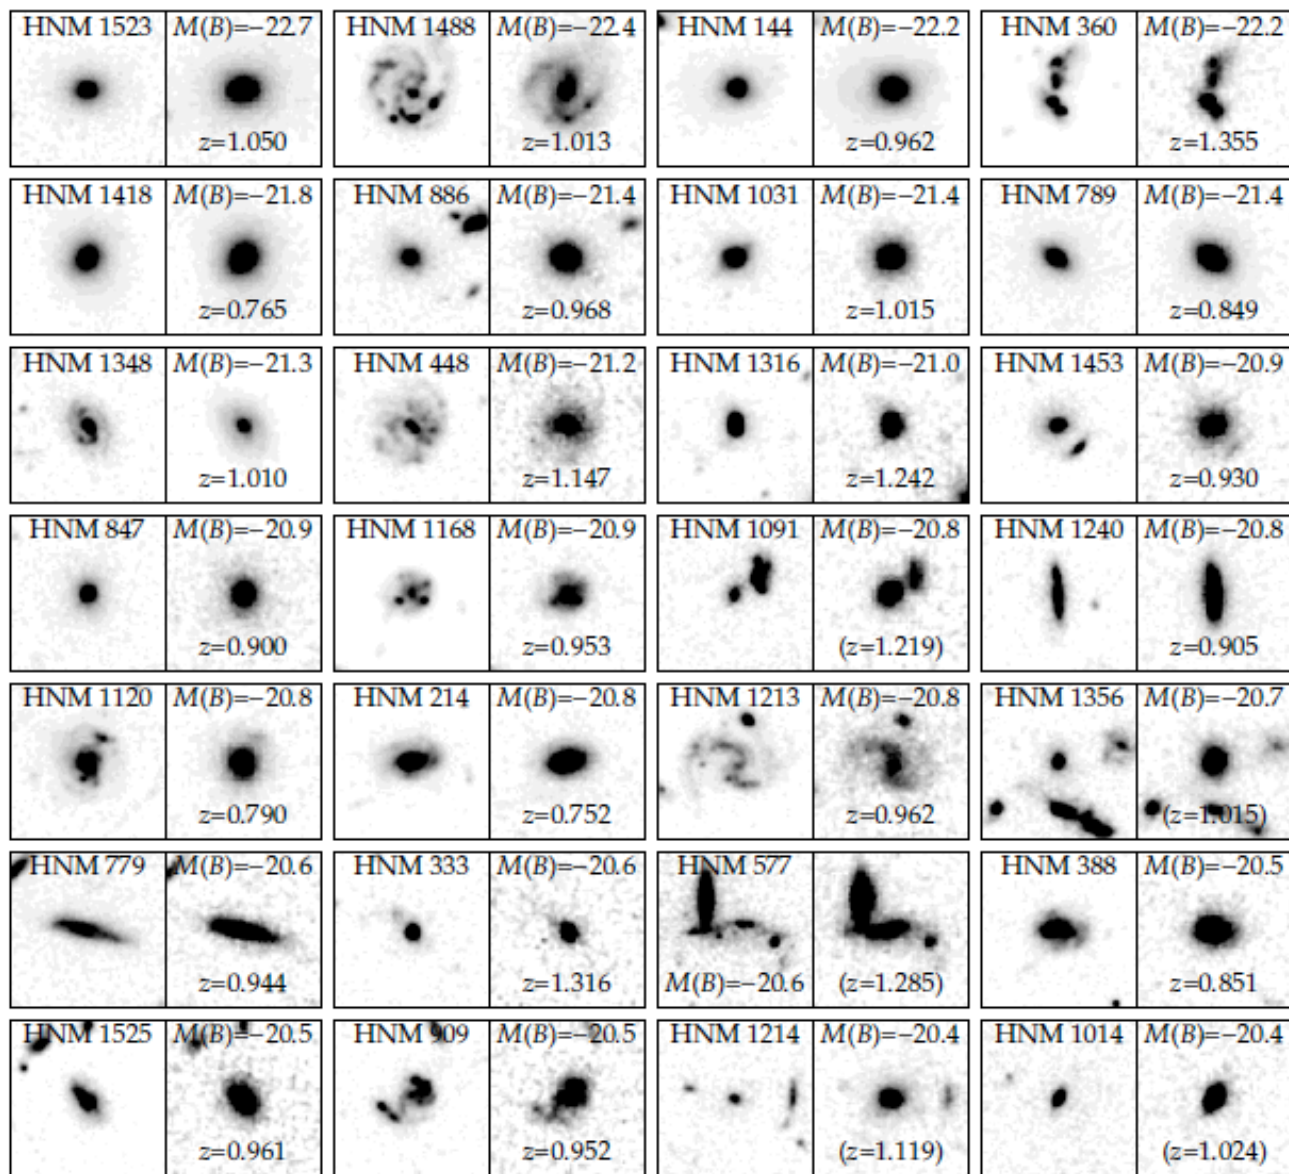 HNM 1523 M(B)=−22.7 HNM 1488 M(B)=−22.4 HNM 144 M(B)=−22.2 HNM 360 M(B)=−22.2
z=1.050 z=1.013 z=0.962 z=1.355
HNM 1418 M(B)=−21.8 HNM 886 M(B)=−21.4 HNM 1031 M(B)=−21.4 HNM 789 M(B)=−21.4
z=0.765 z=0.968 z=1.015 z=0.849
HNM 1348 M(B)=−21.3 HNM 448 M(B)=−21.2 HNM 1316 M(B)=−21.0 HNM 1453 M(B)=−20.9
z=1.010 z=1.147 z=1.242 z=0.930
HNM 847 M(B)=−20.9 HNM 1168 M(B)=−20.9 HNM 1091 M(B)=−20.8 HNM 1240 M(B)=−20.8
z=0.900 z=0.953 (z=1.219) z=0.905
HNM 1120 M(B)=−20.8 HNM 214 M(B)=−20.8 HNM 1213 M(B)=−20.8 HNM 1356 M(B)=−20.7
z=0.790 z=0.752 z=0.962 (z=1.015)
HNM 779 M(B)=−20.6 HNM 333 M(B)=−20.6 HNM 577 HNM 388 M(B)=−20.5
z=0.944 z=1.316 M(B)=−20.6 (z=1.285) z=0.851
HNM 1525 M(B)=−20.5 HNM 909 M(B)=−20.5 HNM 1214 M(B)=−20.4 HNM 1014 M(B)=−20.4
z=0.961 z=0.952 (z=1.119) (z=1.024)